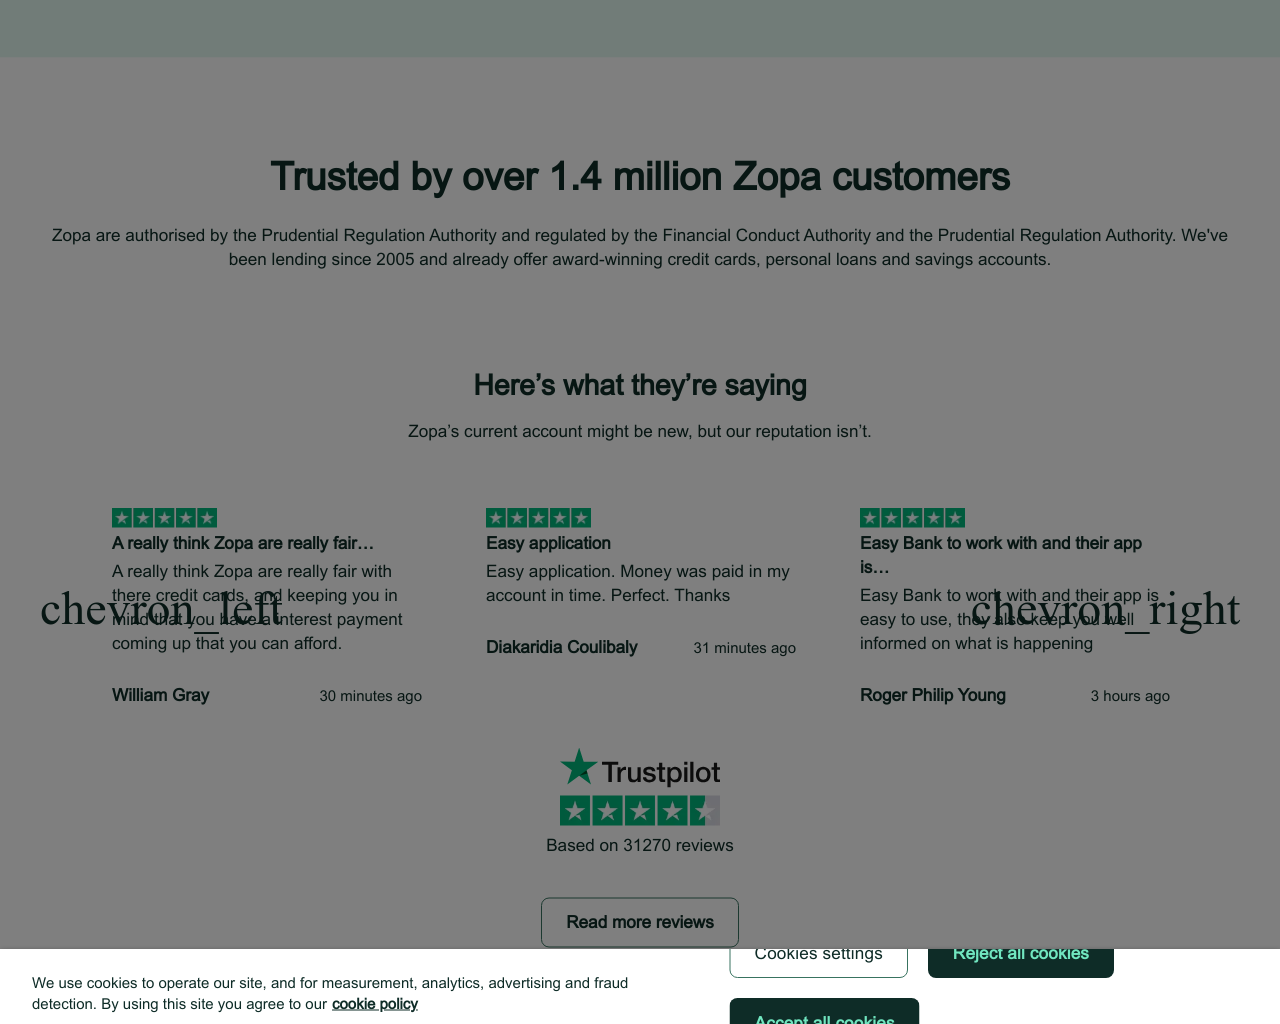 Trusted by over 1.4 million Zopa customers
Zopa are authorised by the Prudential Regulation Authority and regulated by the Financial Conduct Authority and the Prudential Regulation Authority. We've
been lending since 2005 and already offer award-winning credit cards, personal loans and savings accounts.
Here’s what they’re saying
Zopa’s current account might be new, but our reputation isn’t.
A really think Zopa are really fair…
A really think Zopa are really fair with
there credit cards, and keeping you in
mind that you have a interest payment
coming up that you can afford.
William Gray
30 minutes ago
chevron_left
Easy application
Easy application. Money was paid in my
account in time. Perfect. Thanks
Diakaridia Coulibaly
31 minutes ago
Easy Bank to work with and their app
is…
Easy Bank to work with and their app is
easy to use, they also keep you well
informed on what is happening
Roger Philip Young
3 hours ago
chevron_right
Trustpilot
Based on 31270 reviews
Read more reviews
We use cookies to operate our site, and for measurement, analytics, advertising and fraud
detection. By using this site you agree to our cookie policy
Cookies settings
Reject all cookies
Accept all cookies